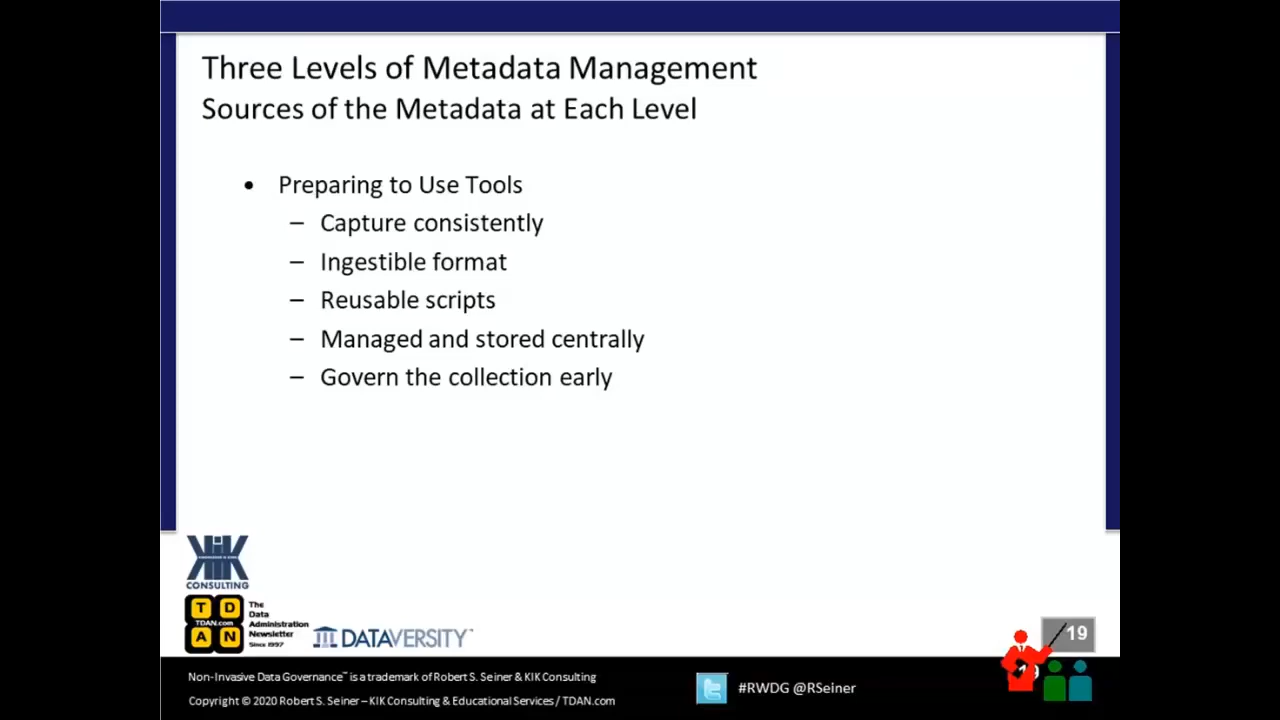 Three Levels of Metadata Management
Sources of the Metadata at Each Level
• Preparing to Use Tools
– Capture consistently
– Ingestible format
– Reusable scripts
– Managed and stored centrally
– Govern the collection early
KIK
CONSULTING
T D
TDAN.com
A N
The
Data
Administration
Newsletter
Since 1997
DATAVERSITY™
19
Non-Invasive Data Governance™ is a trademark of Robert S. Seiner & KIK Consulting
Copyright © 2020 Robert S. Seiner – KIK Consulting & Educational Services / TDAN.com
#RWDG @RSeiner